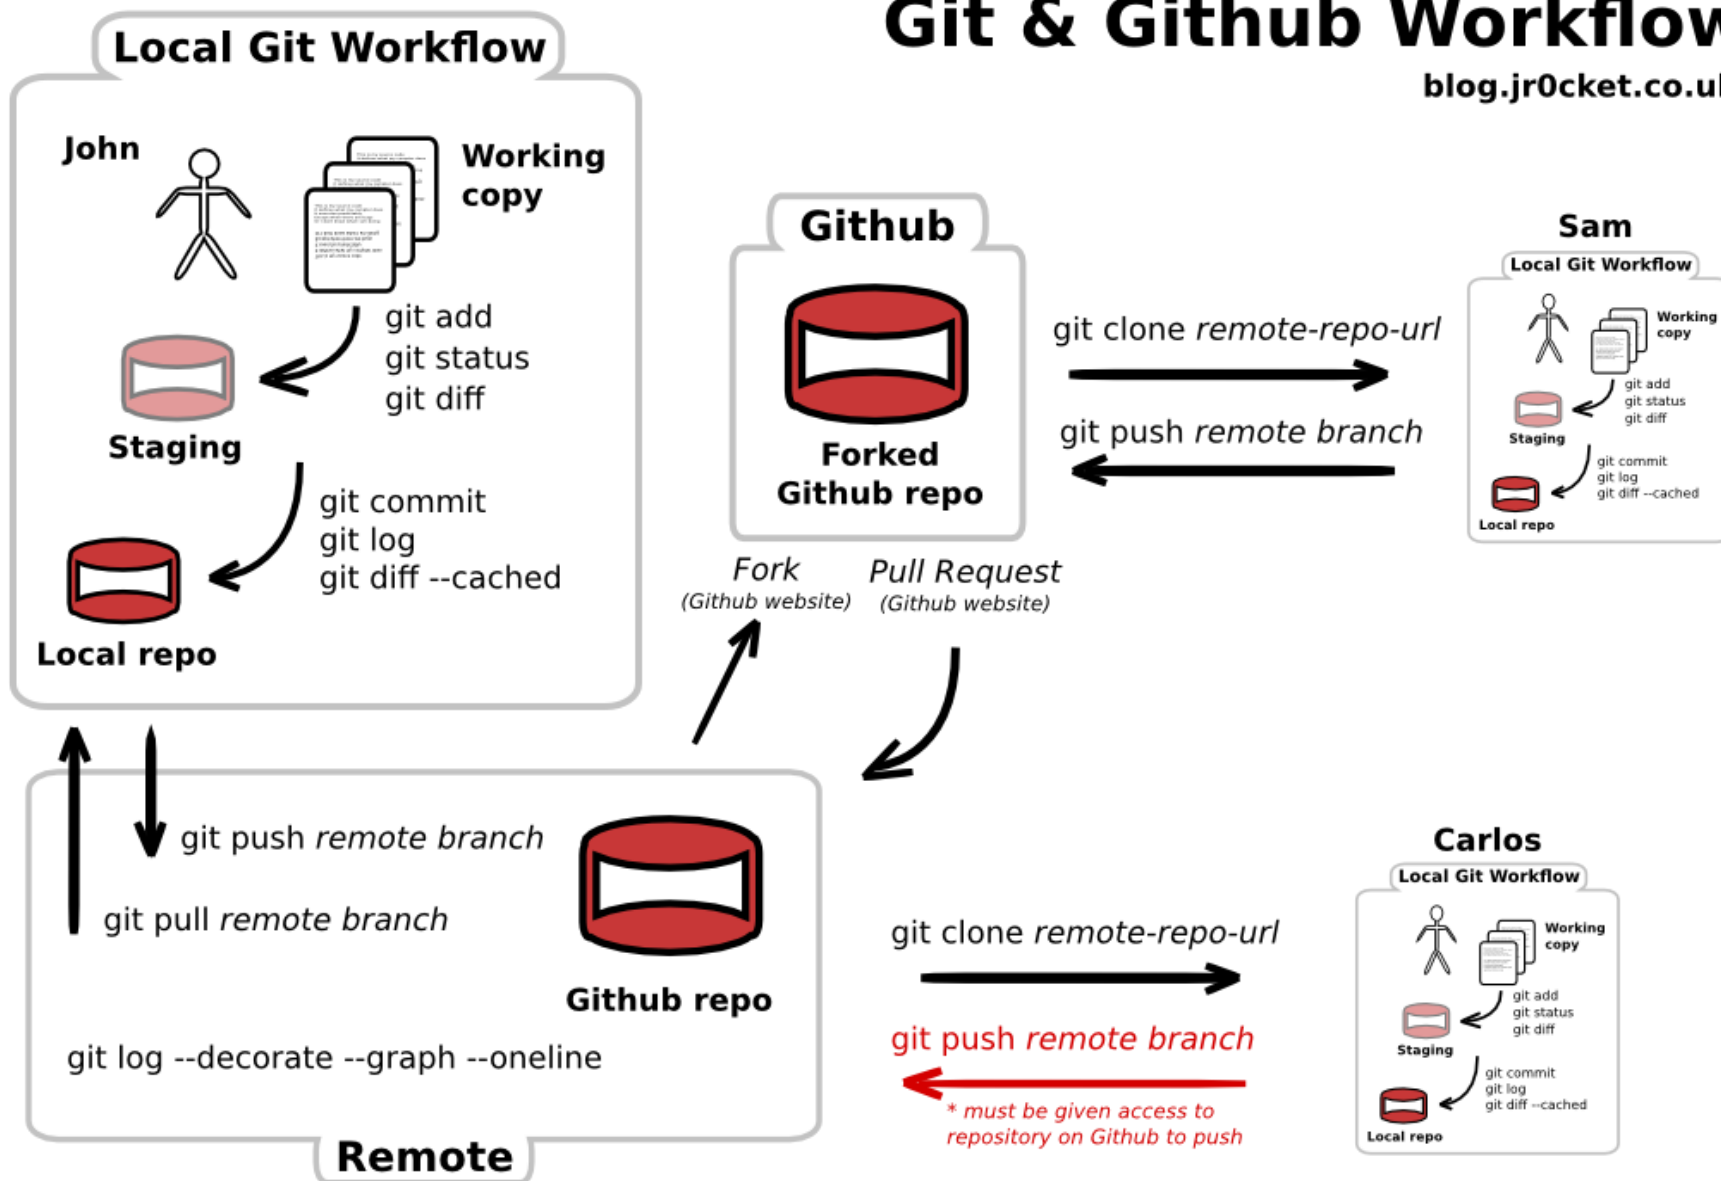 Git & Github Workflow
blog.jr0cket.co.uk
Local Git Workflow
John
Working
copy
git add
git status
git diff
Staging
git commit
git log
git diff --cached
Local repo
git push remote branch
git pull remote branch
Github repo
git log --decorate --graph --oneline
Remote
Github
Forked
Github repo
Fork
(Github website)
Pull Request
(Github website)
git clone remote-repo-url
git push remote branch
Sam
Local Git Workflow
Working
copy
git add
git status
git diff
Staging
git commit
git log
git diff --cached
Local repo
git clone remote-repo-url
git push remote branch
* must be given access to
repository on Github to push
Carlos
Local Git Workflow
Working
copy
git add
git status
git diff
Staging
git commit
git log
git diff --cached
Local repo